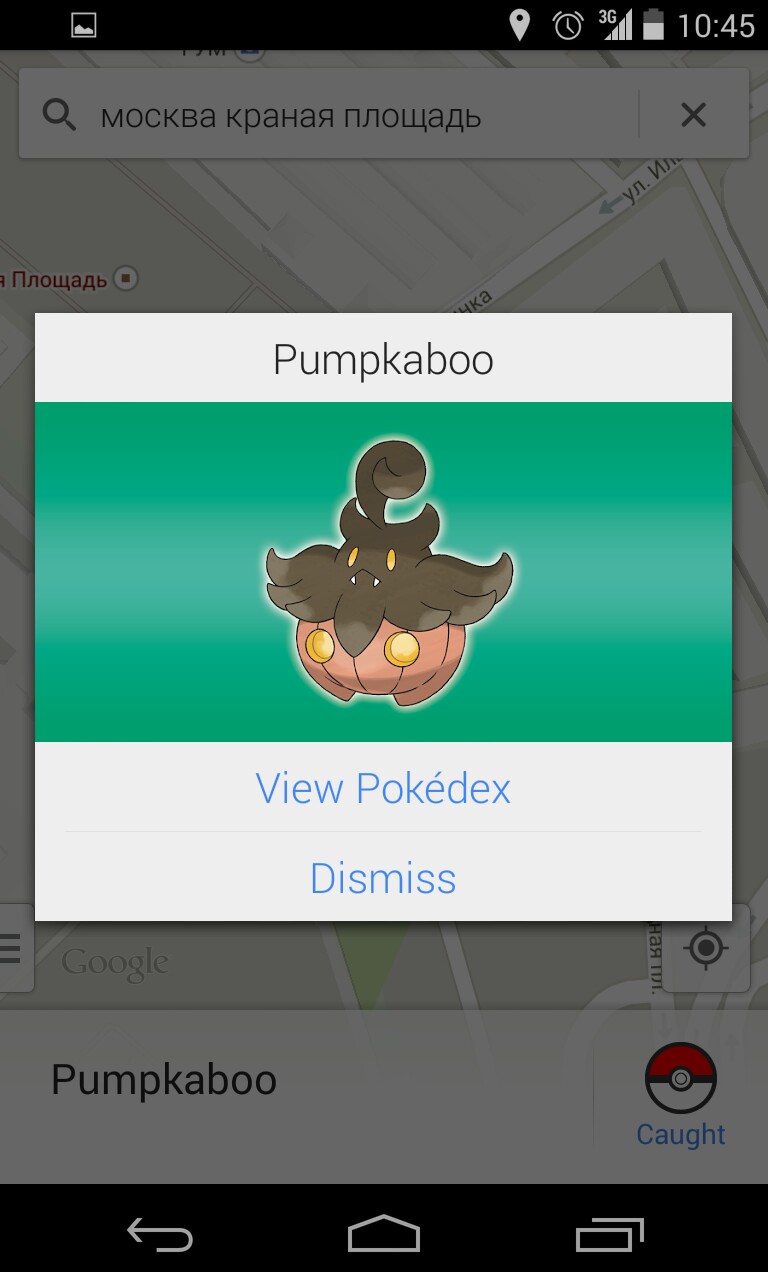 3G 10:45
москва краная площадь
ул. Ил
я Площадь
нка
Pumpkaboo
View Pokédex
Dismiss
ная пл.
Google
Pumpkaboo
Caught